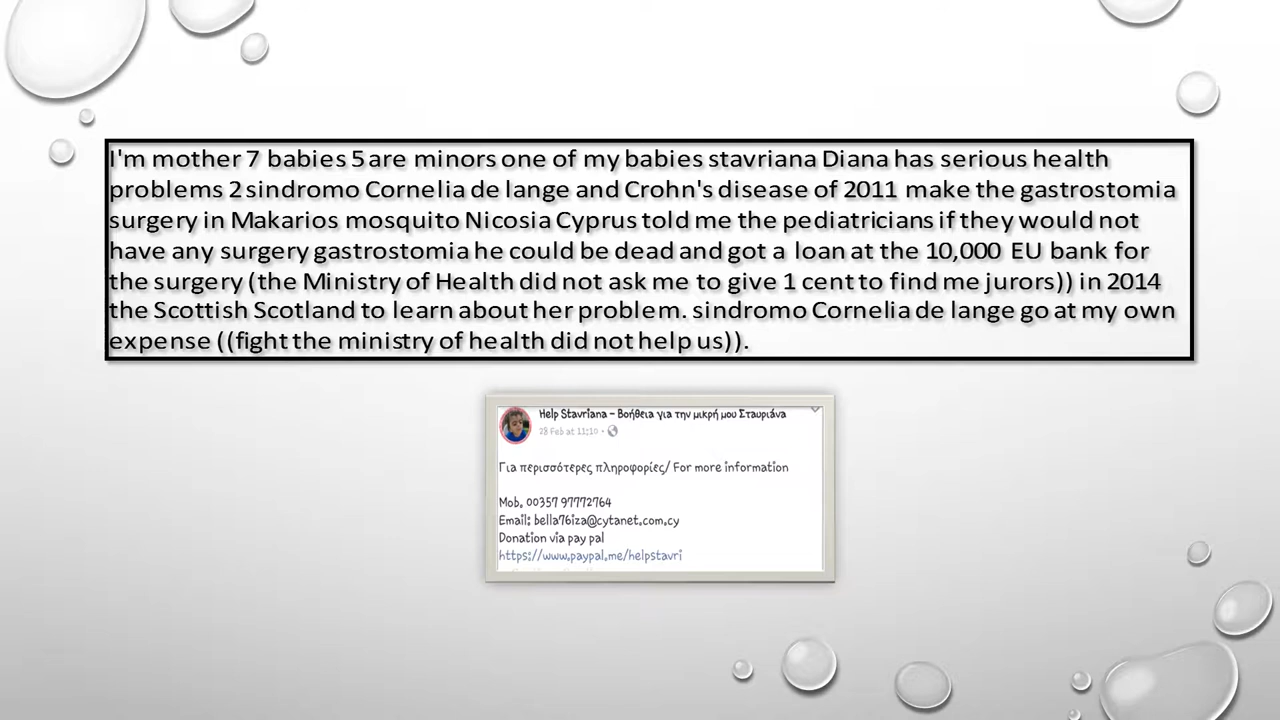 I'm mother 7 babies 5 are minors one of my babies stavriana Diana has serious health
problems 2 sindromo Cornelia de lange and Crohn's disease of 2011 make the gastrostomia
surgery in Makarios mosquito Nicosia Cyprus told me the pediatricians if they would not
have any surgery gastrostomia he could be dead and got a loan at the 10,000 EU bank for
the surgery (the Ministry of Health did not ask me to give 1 cent to find me jurors)) in 2014
the Scottish Scotland to learn about her problem. sindromo Cornelia de lange go at my own
expense ((fight the ministry of health did not help us)).
Help Stavriana - Βοήθεια για την μικρή μου Σταυριάνα
28 Feb at 11:10 •
Για περισσότερες πληροφορίες/ For more information
Mob. 00357 97772764
Email: bella76iza@cytanet.com.cy
Donation via pay pal
https://www.paypal.me/helpstavri